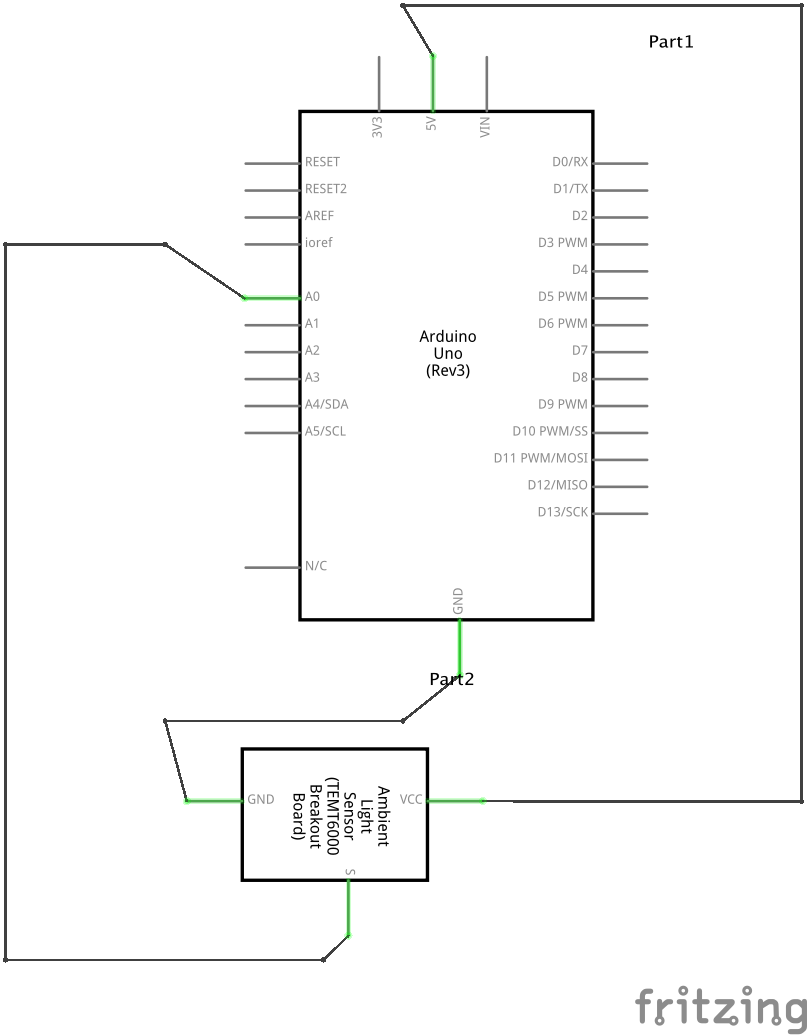 Part1
3V3
5V
VIN
RESET
RESET2
AREF
ioref
A0
A1
A2
A3
A4/SDA
A5/SCL
N/C
D0/RX
D1/TX
D2
D3 PWM
D4
D5 PWM
D6 PWM
D7
D8
D9 PWM
D10 PWM/SS
D11 PWM/MOSI
D12/MISO
D13/SCK
Arduino
Uno
(Rev3)
GND
Part2
GND
VCC
S
Ambient
Light
Sensor
(TEMT6000
Breakout
Board)
fritzing